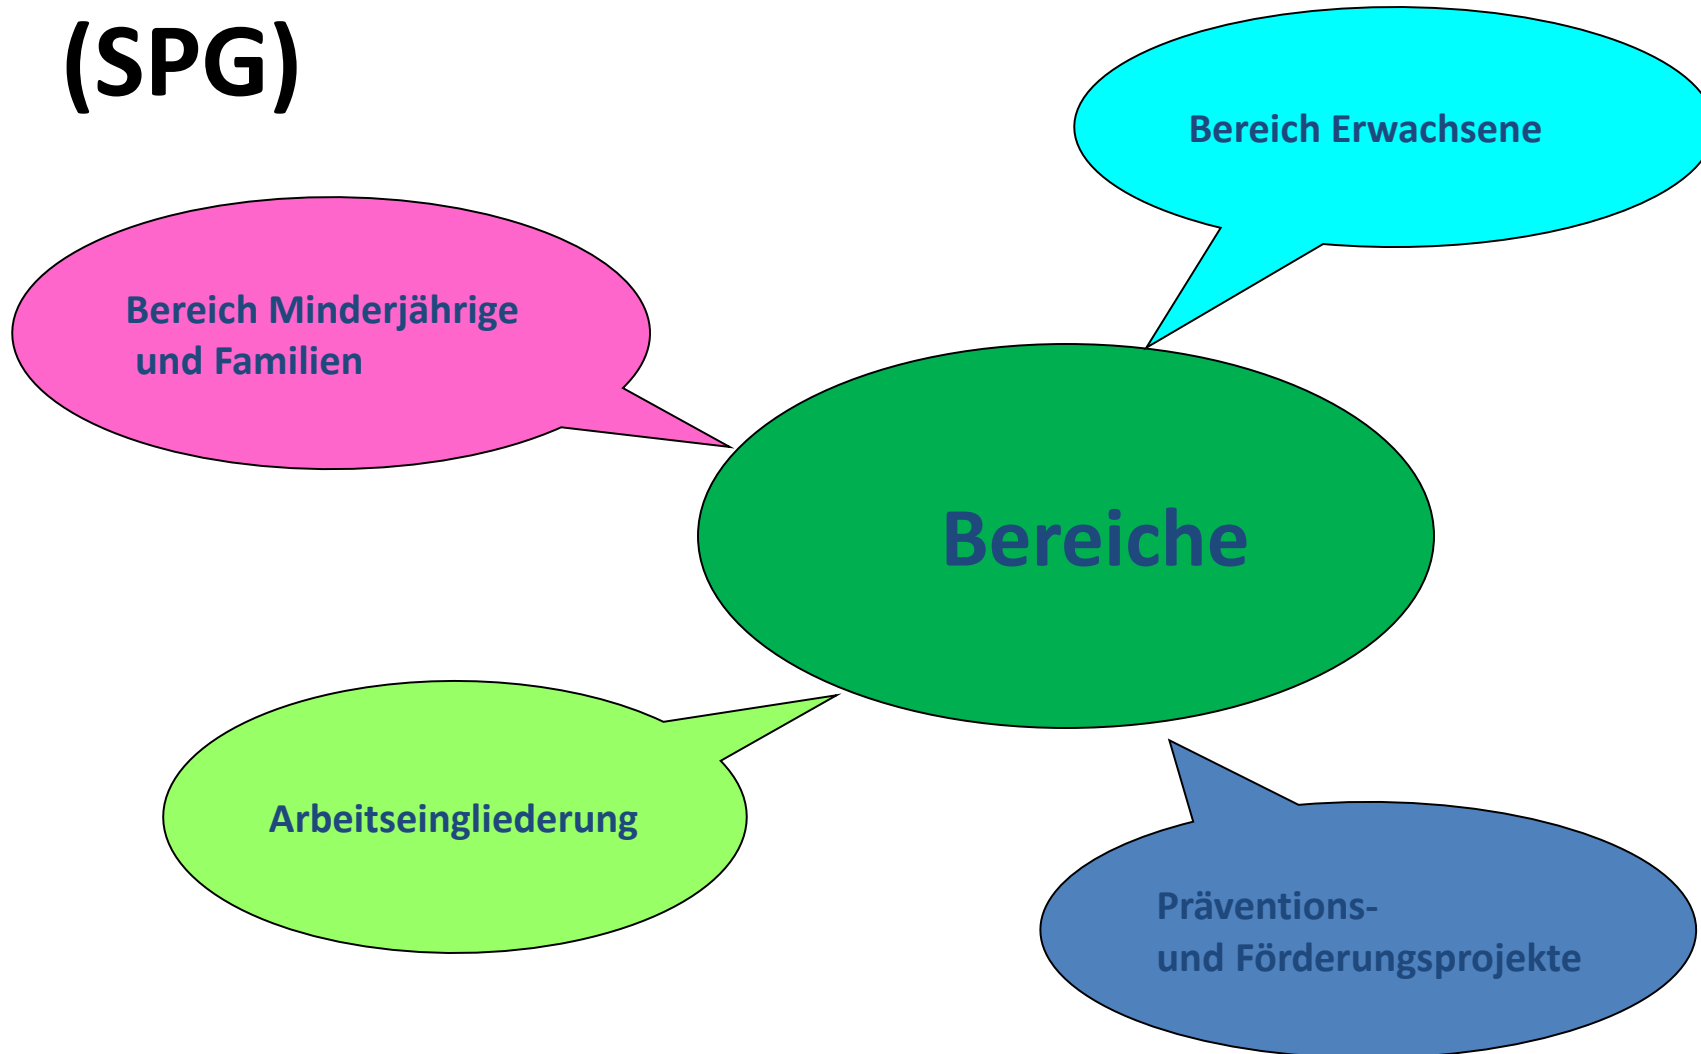 (SPG)
Bereich Erwachsene
Bereich Minderjährige
und Familien
Bereiche
Arbeitseingliederung
Präventions-
und Förderungsprojekte